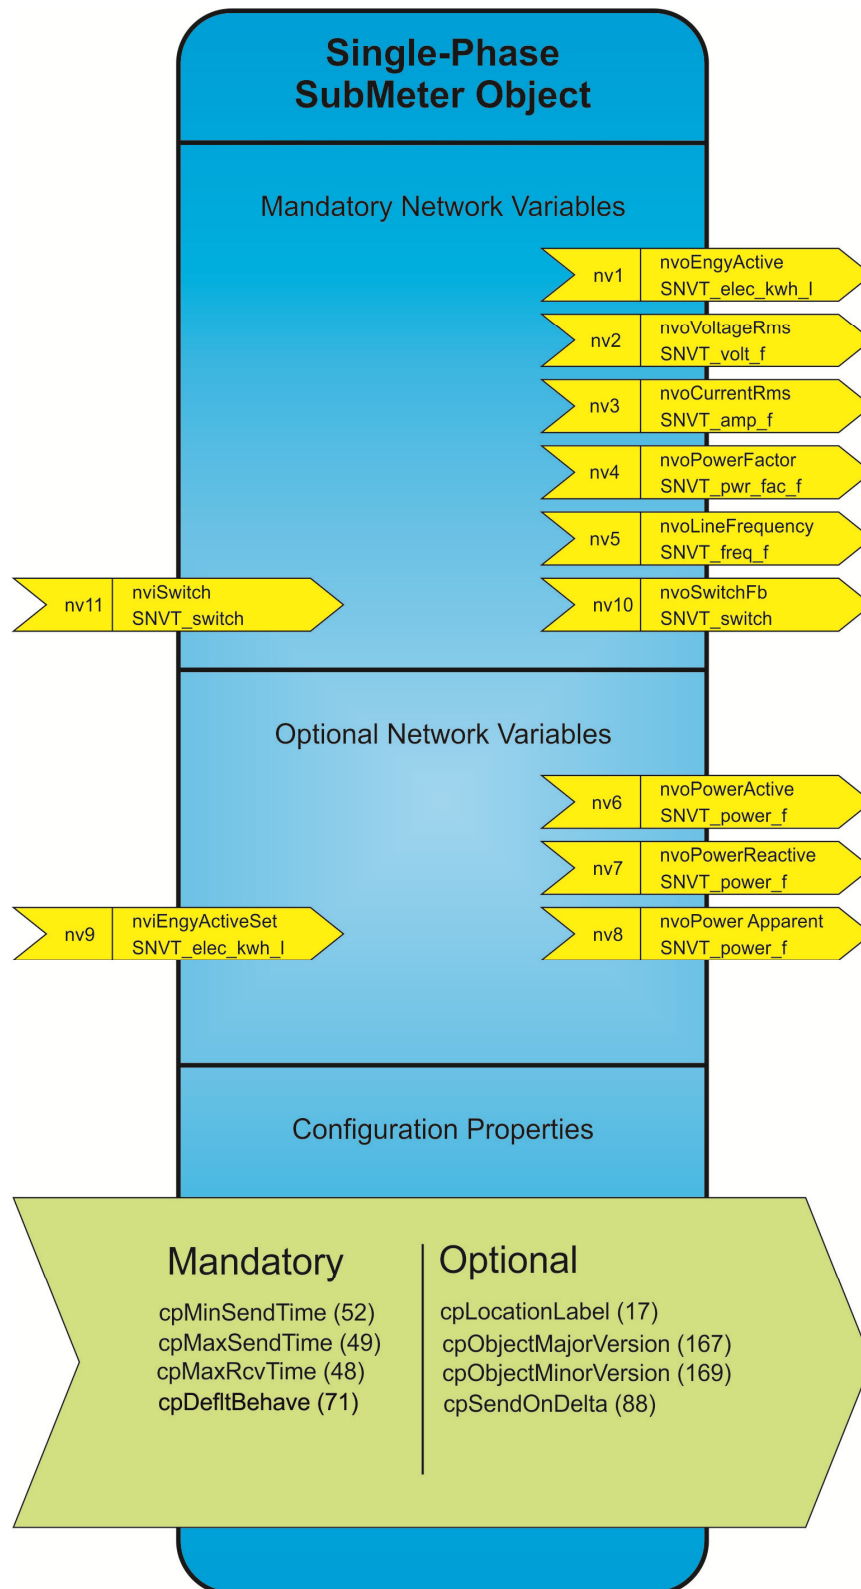 Single-Phase
SubMeter Object
Mandatory Network Variables
nv1
nvoEngyActive
SNVT_elec_kwh_l
nv2
nvoVoltageRms
SNVT_volt_f
nv3
nvoCurrentRms
SNVT_amp_f
nv4
nvoPowerFactor
SNVT_pwr_fac_f
nv5
nvoLineFrequency
SNVT_freq_f
nv11
nviSwitch
SNVT_switch
nv10
nvoSwitchFb
SNVT_switch
Optional Network Variables
nv6
nvoPowerActive
SNVT_power_f
nv7
nvoPowerReactive
SNVT_power_f
nv9
nviEngyActiveSet
SNVT_elec_kwh_l
nv8
nvoPower Apparent
SNVT_power_f
Configuration Properties
Mandatory
cpMinSendTime (52)
cpMaxSendTime (49)
cpMaxRcvTime (48)
cpDefltBehave (71)
Optional
cpLocationLabel (17)
cpObjectMajorVersion (167)
cpObjectMinorVersion (169)
cpSendOnDelta (88)